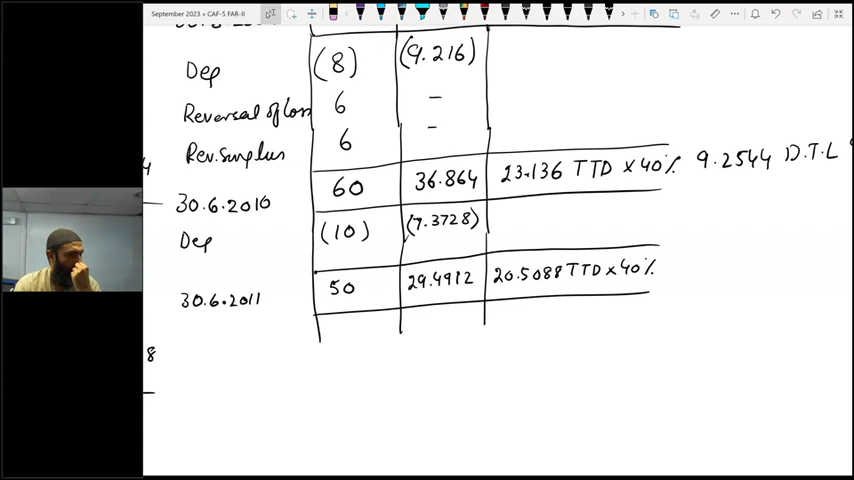 September 2023 » CAF-5 FAR-II
Dep (8) (9.216)
Reversal of loss 6 -
Rev. Surplus 6 -
4
30.6.2010 60 36.864 23.136 TTD x 40% 9.2544 D.T.L
Dep (10) (7.3728)
30.6.2011 50 29.4912 20.5088 TTD x 40%
8